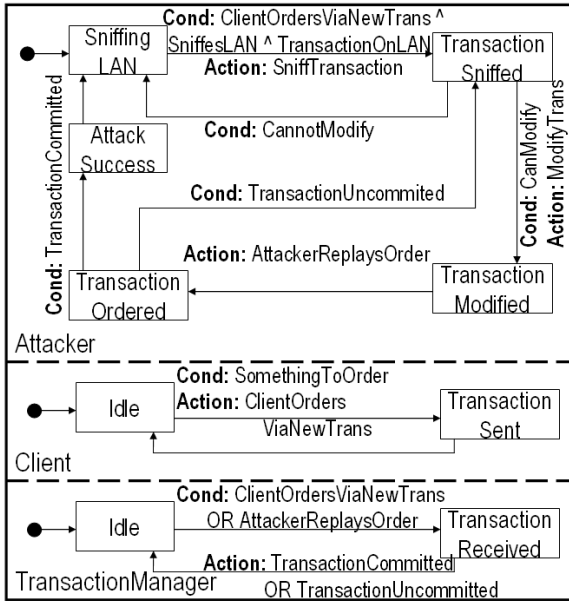 Cond: ClientOrdersViaNewTrans ^
SniffesLAN ^ TransactionOnLAN
Action: SniffTransaction
Sniffing
LAN
Transaction
Sniffed
Cond: CannotModify
Attack
Success
Cond: TransactionCommitted
Cond: TransactionUncommited
Cond: CanModify
Action: ModifyTrans
Action: AttackerReplaysOrder
Transaction
Ordered
Transaction
Modified
Attacker
Cond: SomethingToOrder
Action: ClientOrders
ViaNewTrans
Idle
Transaction
Sent
Client
Cond: ClientOrdersViaNewTrans
OR AttackerReplaysOrder
Idle
Transaction
Received
Action: TransactionCommitted
OR TransactionUncommitted
TransactionManager